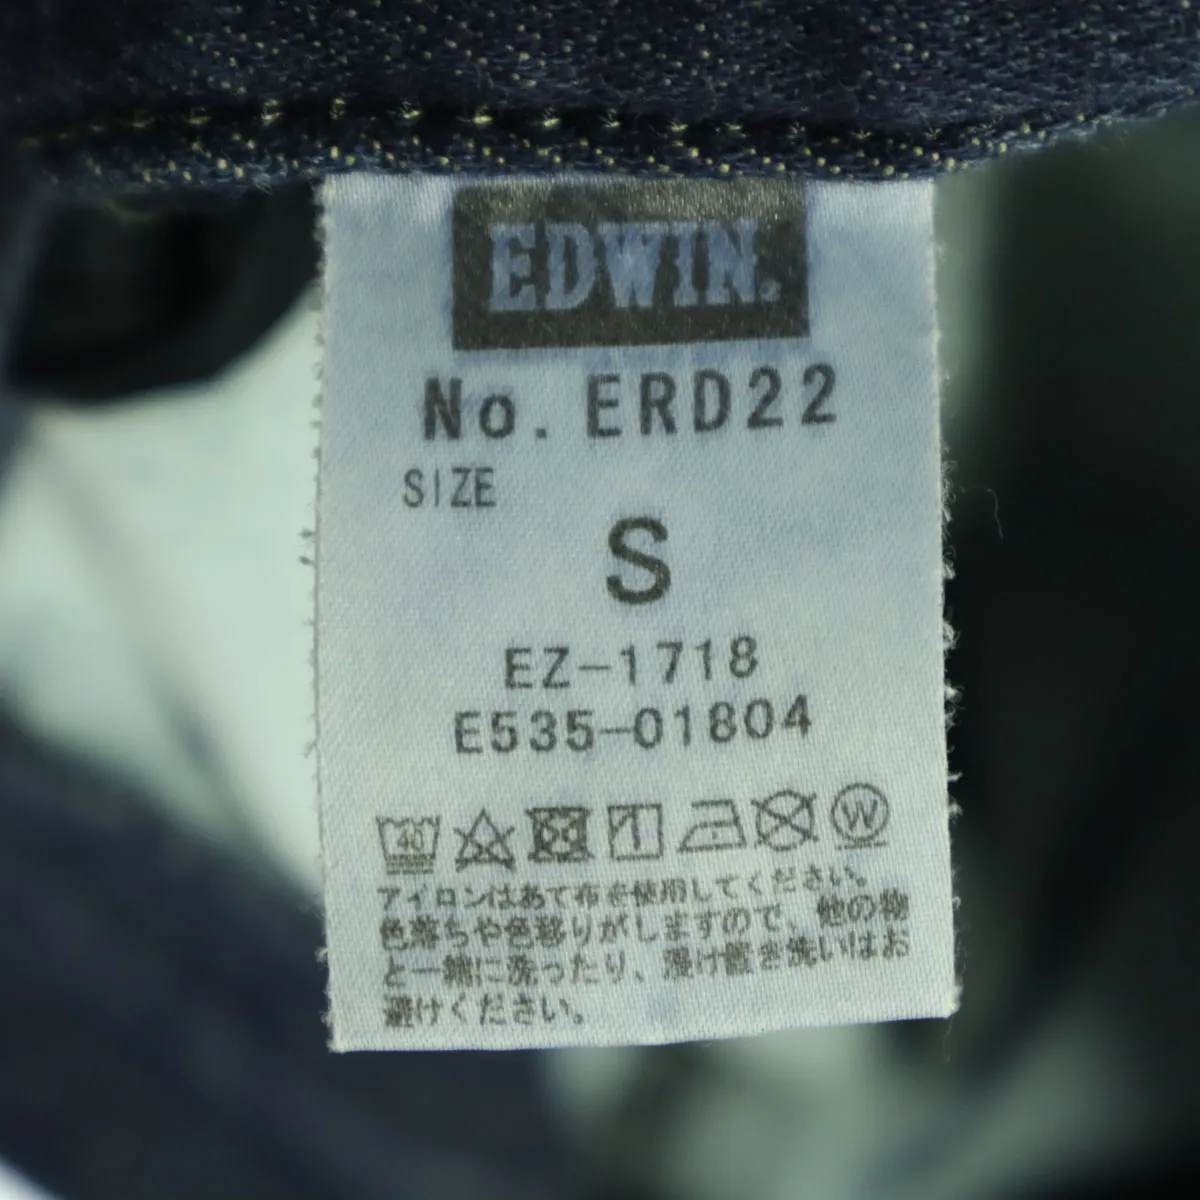 EDWIN.
No. ERD22
SIZE
S
EZ-1718
E535-01804
40
W
アイロンはあて布を使用してください。
色落ちや色移りがしますので、他の物
と一緒に洗ったり、浸け置き洗いはお
避けください。